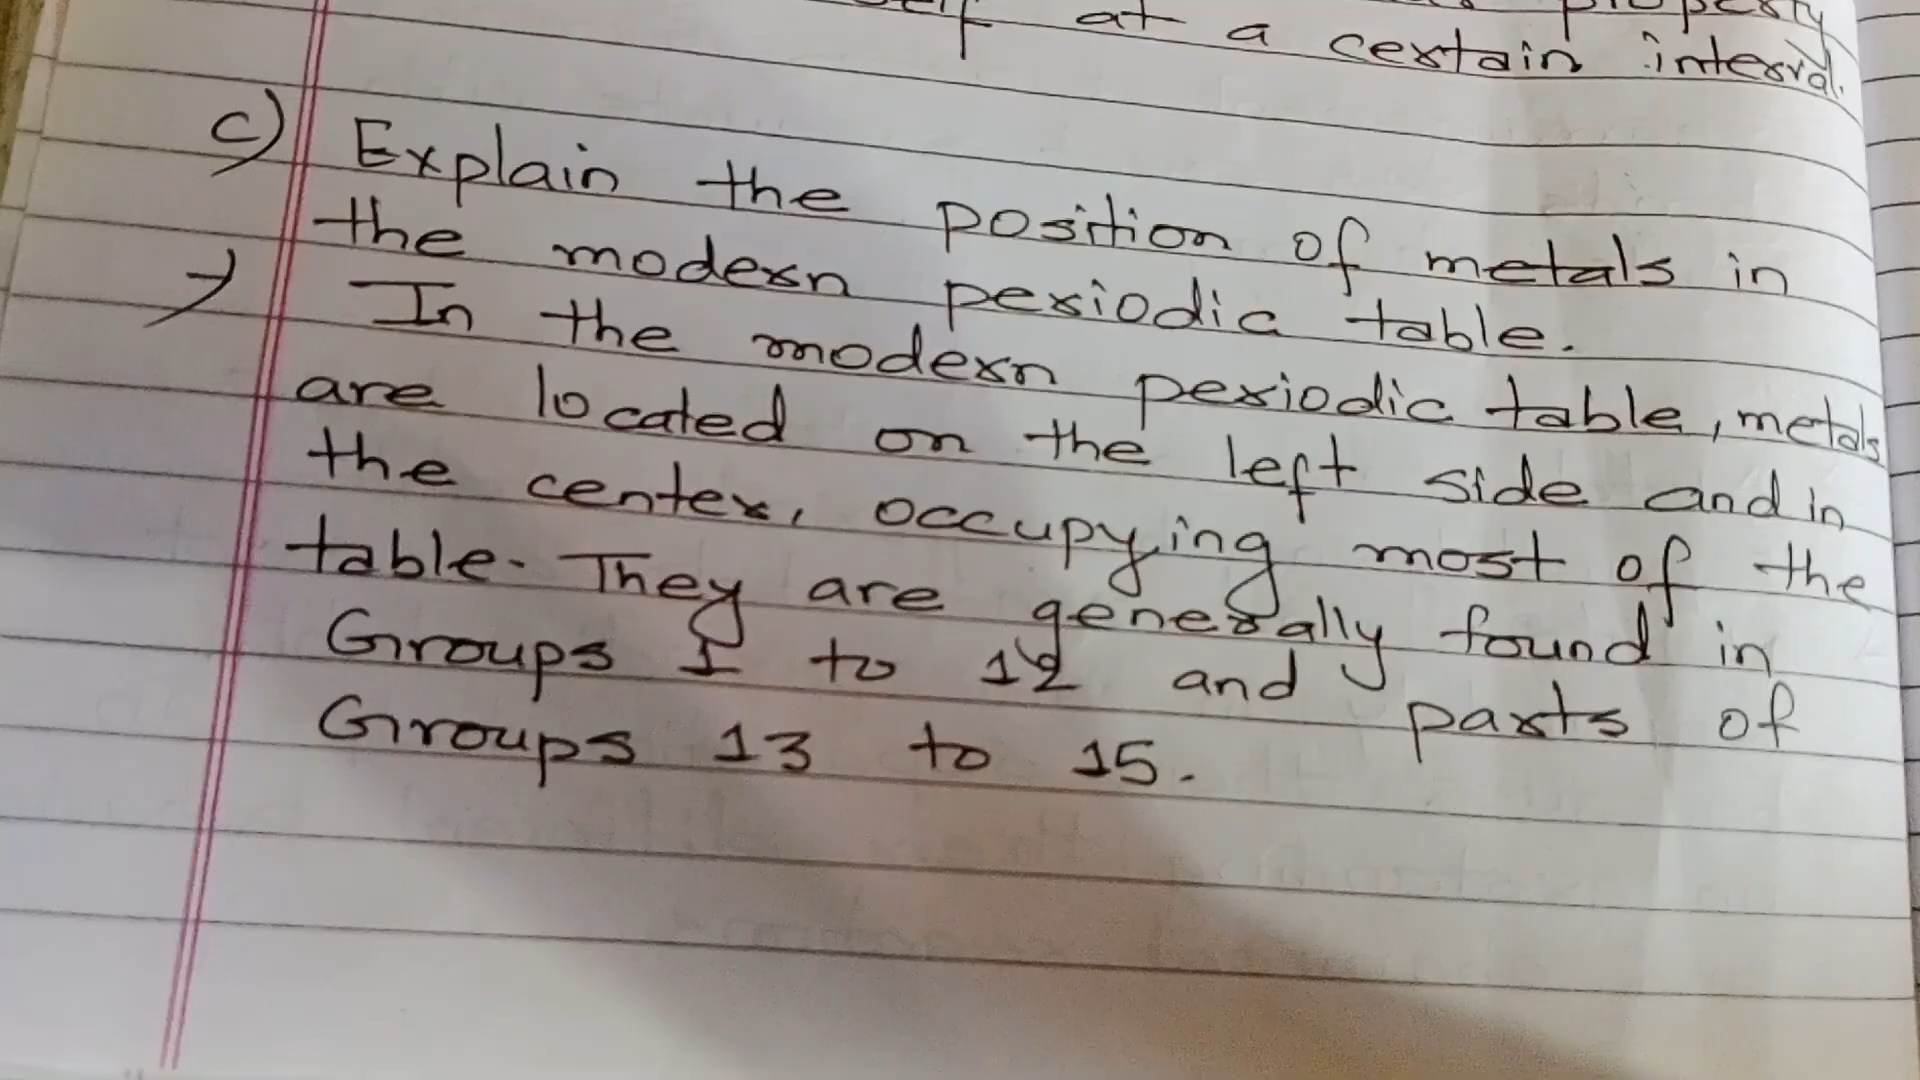 at a certain interval.
c) Explain the position of metals in
the modern periodic table.
→ In the modern periodic table, metals
are located on the left side and in
the center, occupying most of the
table. They are generally found in
Groups 1 to 12 and parts of
Groups 13 to 15.